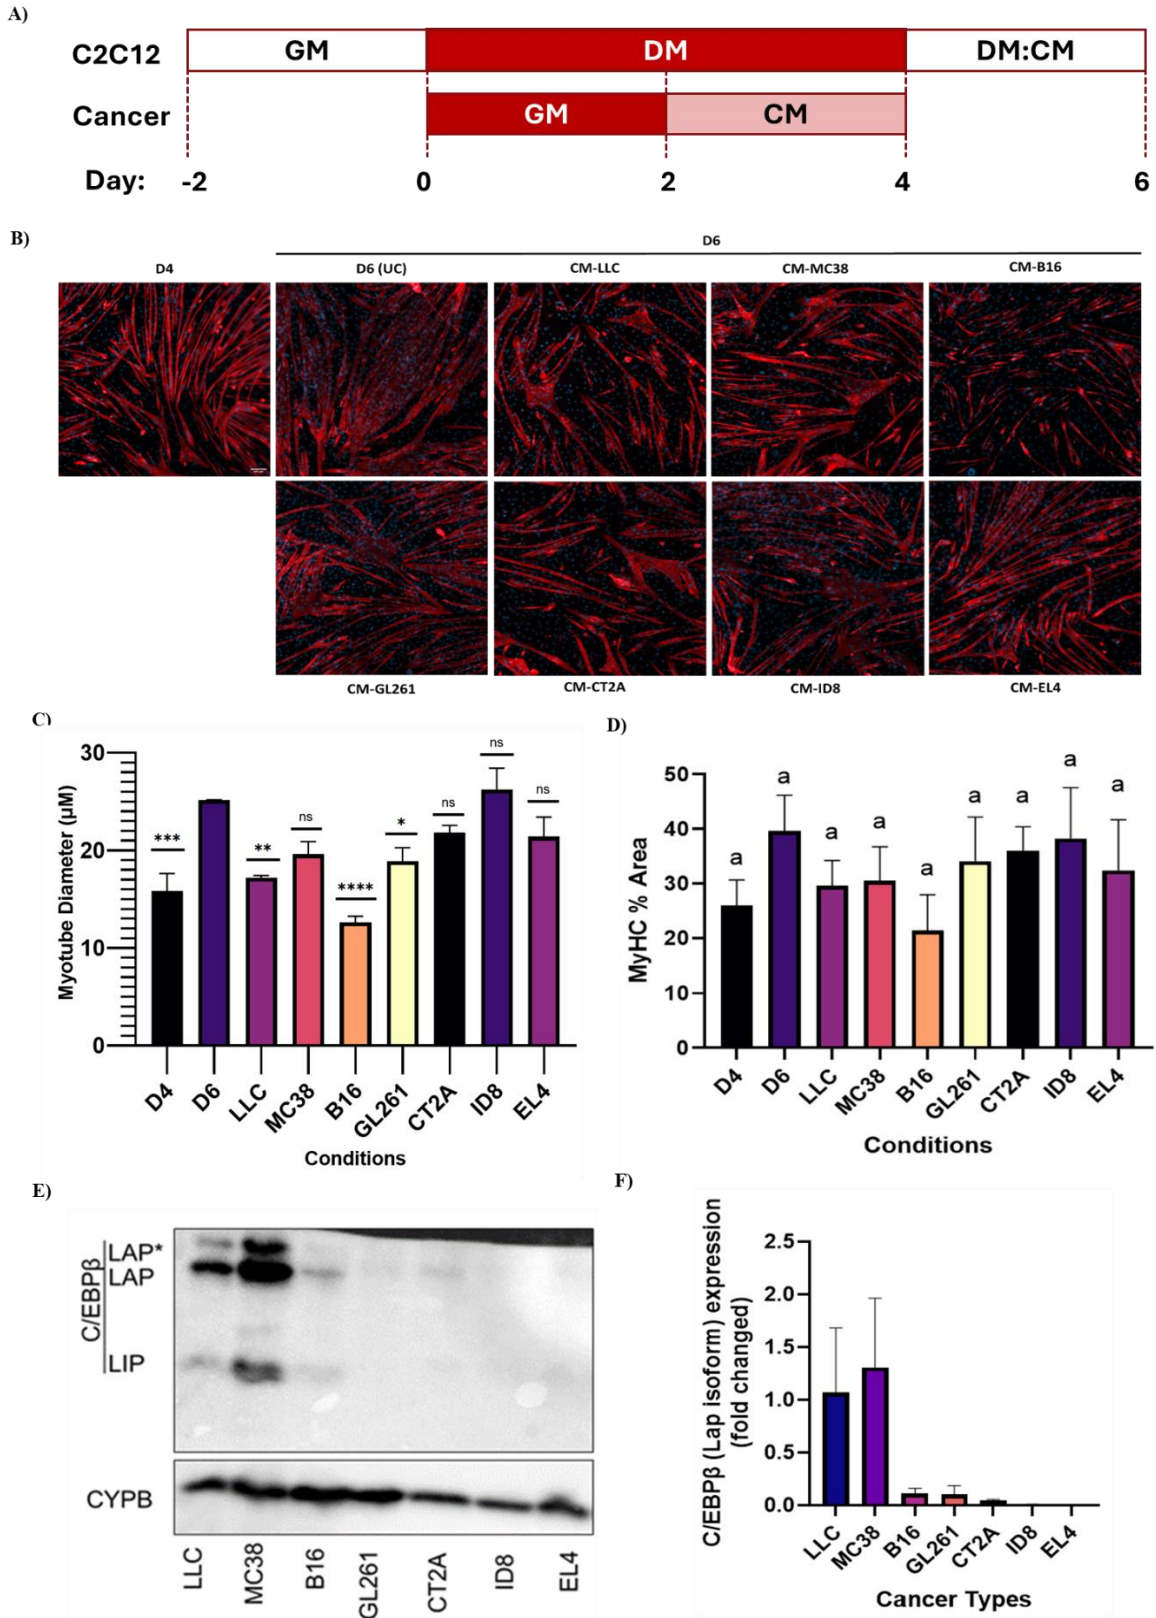 A)
C2C12
GM
DM
DM:CM
Cancer
GM
CM
Day:
-2
0
2
4
6
B)
D6
D4
D6 (UC)
CM-LLC
CM-MC38
CM-B16
CM-GL261
CM-CT2A
CM-ID8
CM-EL4
C)
Myotube Diameter (µM)
30
20
10
0
***
**
ns
****
*
ns
ns
ns
D4
D6
LLC
MC38
B16
GL261
CT2A
ID8
EL4
Conditions
D)
MyHC % Area
50
40
30
20
10
0
a
a
a
a
a
a
a
a
a
D4
D6
LLC
MC38
B16
GL261
CT2A
ID8
EL4
Conditions
E)
C/EBPβ
LAP*
LAP
LIP
CYPB
LLC
MC38
B16
GL261
CT2A
ID8
EL4
F)
C/EBPβ (Lap isoform) expression
(fold changed)
2.5
2.0
1.5
1.0
0.5
0.0
LLC
MC38
B16
GL261
CT2A
ID8
EL4
Cancer Types